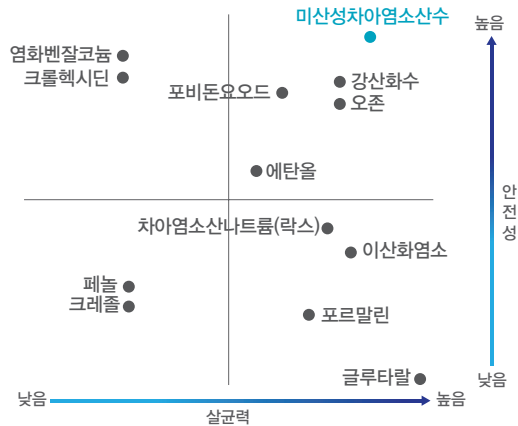 미산성차아염소산수
높음
염화벤잘코늄
크롤헥시딘
포비돈요오드
강산화수
오존
에탄올
안전성
차아염소산나트륨(락스)
이산화염소
페놀
크레졸
포르말린
글루타랄
낮음
낮음
높음
살균력